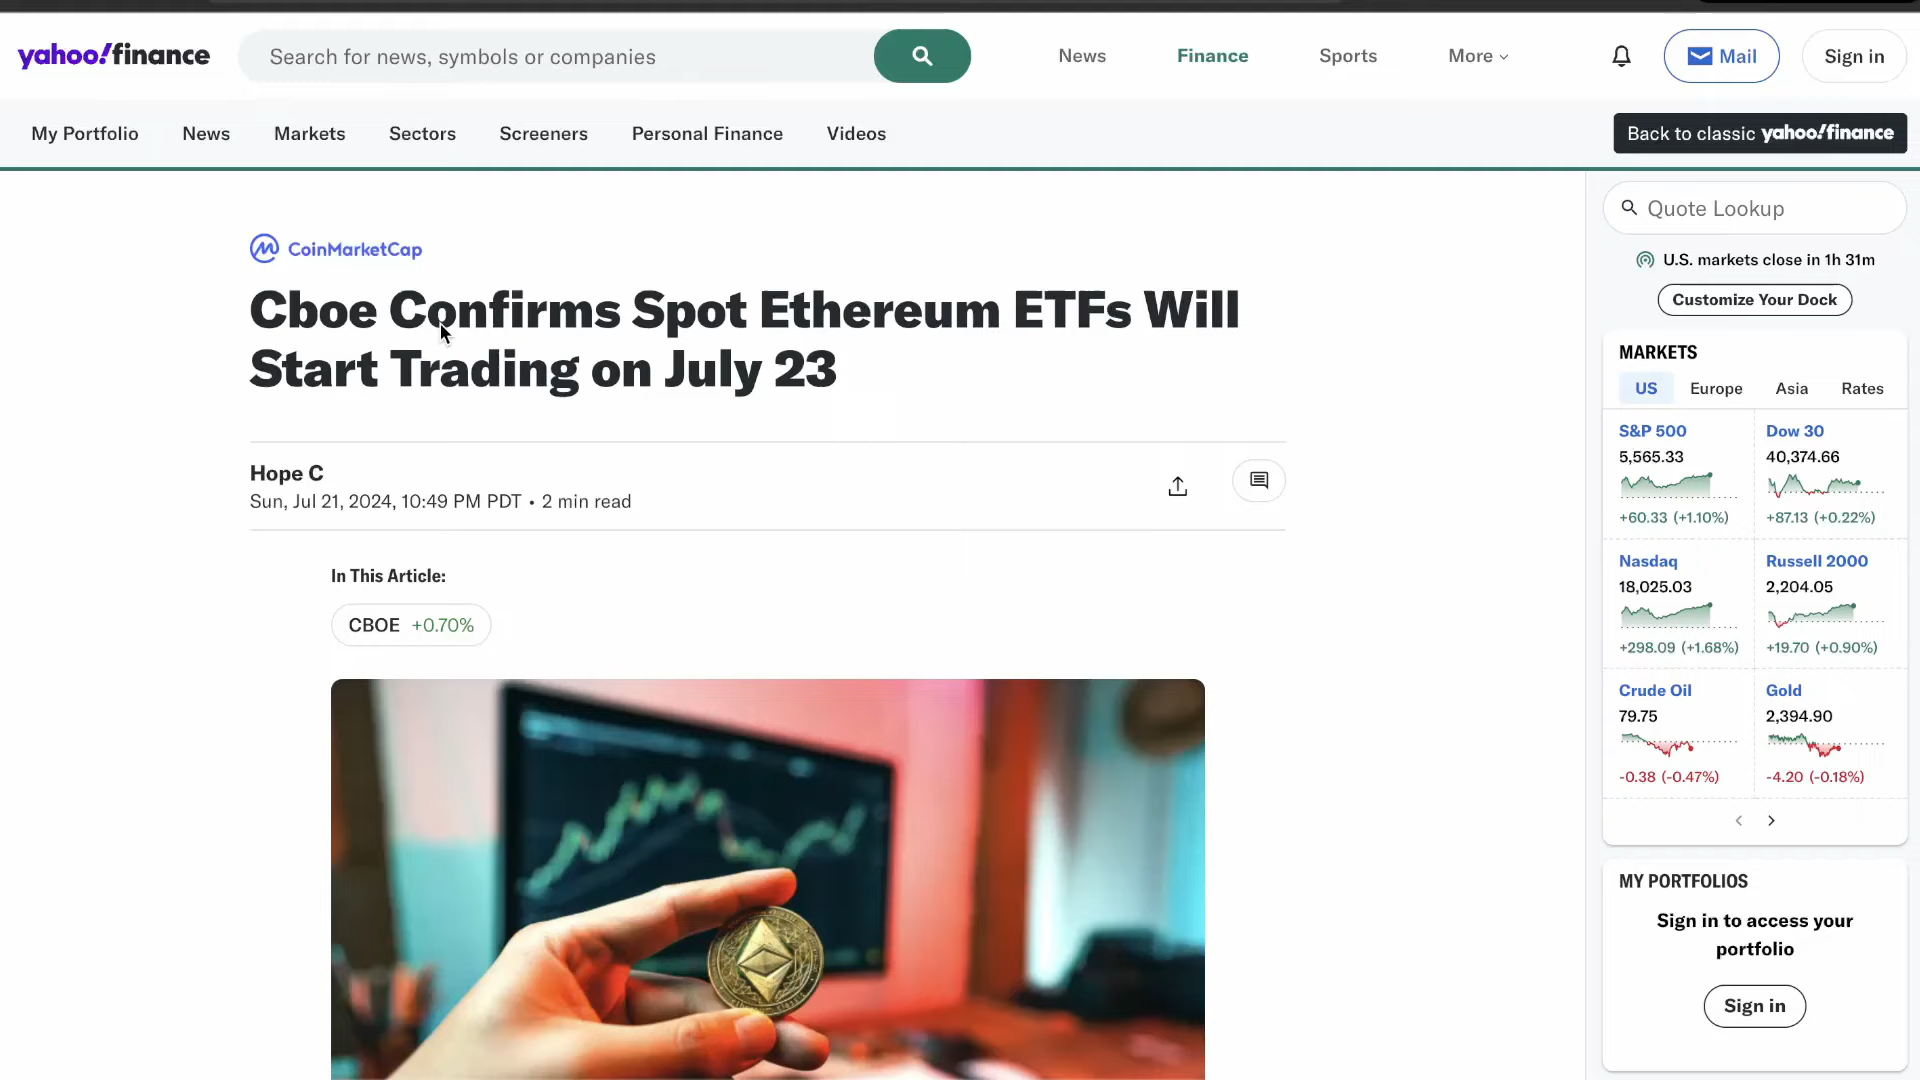 yahoo!finance
Search for news, symbols or companies
News
Finance
Sports
More
Mail
Sign in
My Portfolio
News
Markets
Sectors
Screeners
Personal Finance
Videos
Back to classic yahoo!finance
CoinMarketCap
Cboe Confirms Spot Ethereum ETFs Will
Start Trading on July 23
Hope C
Sun, Jul 21, 2024, 10:49 PM PDT • 2 min read
In This Article:
CBOE +0.70%
Quote Lookup
U.S. markets close in 1h 31m
Customize Your Dock
MARKETS
US Europe Asia Rates
S&P 500
5,565.33
+60.33 (+1.10%)
Dow 30
40,374.66
+87.13 (+0.22%)
Nasdaq
18,025.03
+298.09 (+1.68%)
Russell 2000
2,204.05
+19.70 (+0.90%)
Crude Oil
79.75
-0.38 (-0.47%)
Gold
2,394.90
-4.20 (-0.18%)
MY PORTFOLIOS
Sign in to access your
portfolio
Sign in